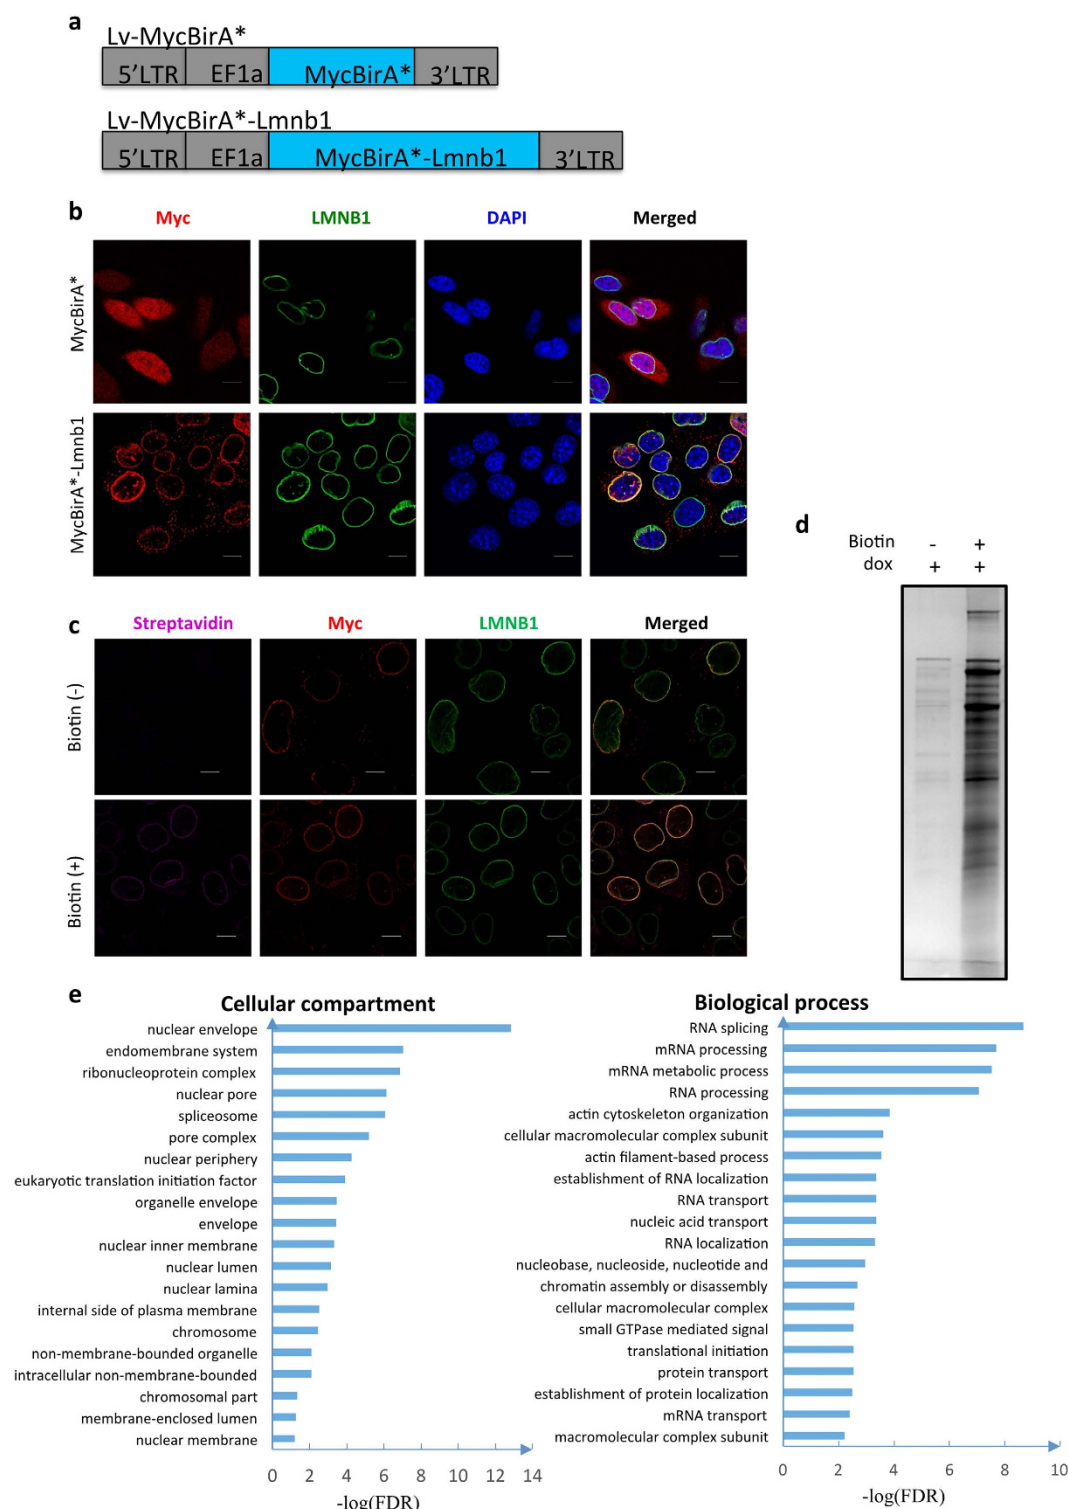 a
Lv-MycBirA*
5'LTR EF1a MycBirA* 3'LTR
Lv-MycBirA*-Lmnb1
5'LTR EF1a MycBirA*-Lmnb1 3'LTR
b
Myc LMNB1 DAPI Merged
MycBirA*
MycBirA*-Lmnb1
c
Streptavidin Myc LMNB1 Merged
Biotin (-)
Biotin (+)
d
Biotin - +
dox + +
e
Cellular compartment
nuclear envelope
endomembrane system
ribonucleoprotein complex
nuclear pore
spliceosome
pore complex
nuclear periphery
eukaryotic translation initiation factor
organelle envelope
envelope
nuclear inner membrane
nuclear lumen
nuclear lamina
internal side of plasma membrane
chromosome
non-membrane-bounded organelle
intracellular non-membrane-bounded
chromosomal part
membrane-enclosed lumen
nuclear membrane
0 2 4 6 8 10 12 14
-log(FDR)
Biological process
RNA splicing
mRNA processing
mRNA metabolic process
RNA processing
actin cytoskeleton organization
cellular macromolecular complex subunit
actin filament-based process
establishment of RNA localization
RNA transport
nucleic acid transport
RNA localization
nucleobase, nucleoside, nucleotide and
chromatin assembly or disassembly
cellular macromolecular complex
small GTPase mediated signal
translational initiation
protein transport
establishment of protein localization
mRNA transport
macromolecular complex subunit
0 2 4 6 8 10
-log(FDR)